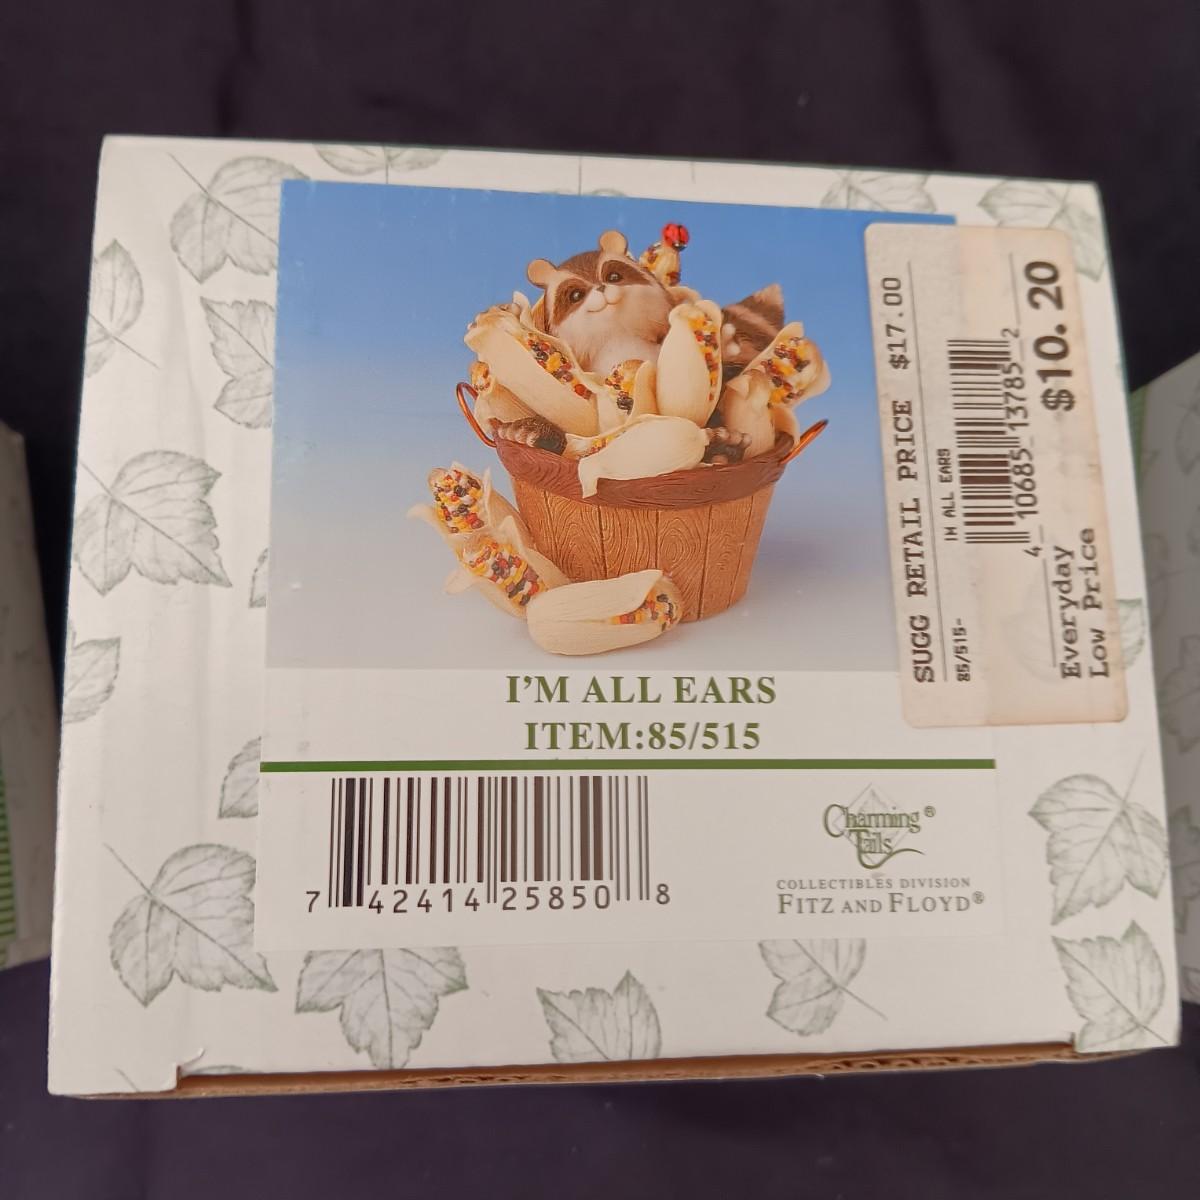 I'M ALL EARS
ITEM:85/515
7 42414 25850 8
Charming Tails®
COLLECTIBLES DIVISION
FITZ AND FLOYD®
SUGG RETAIL PRICE $17.00
85/515- IM ALL EARS
4 10685 13785 2
Everyday
Low Price
$10.20